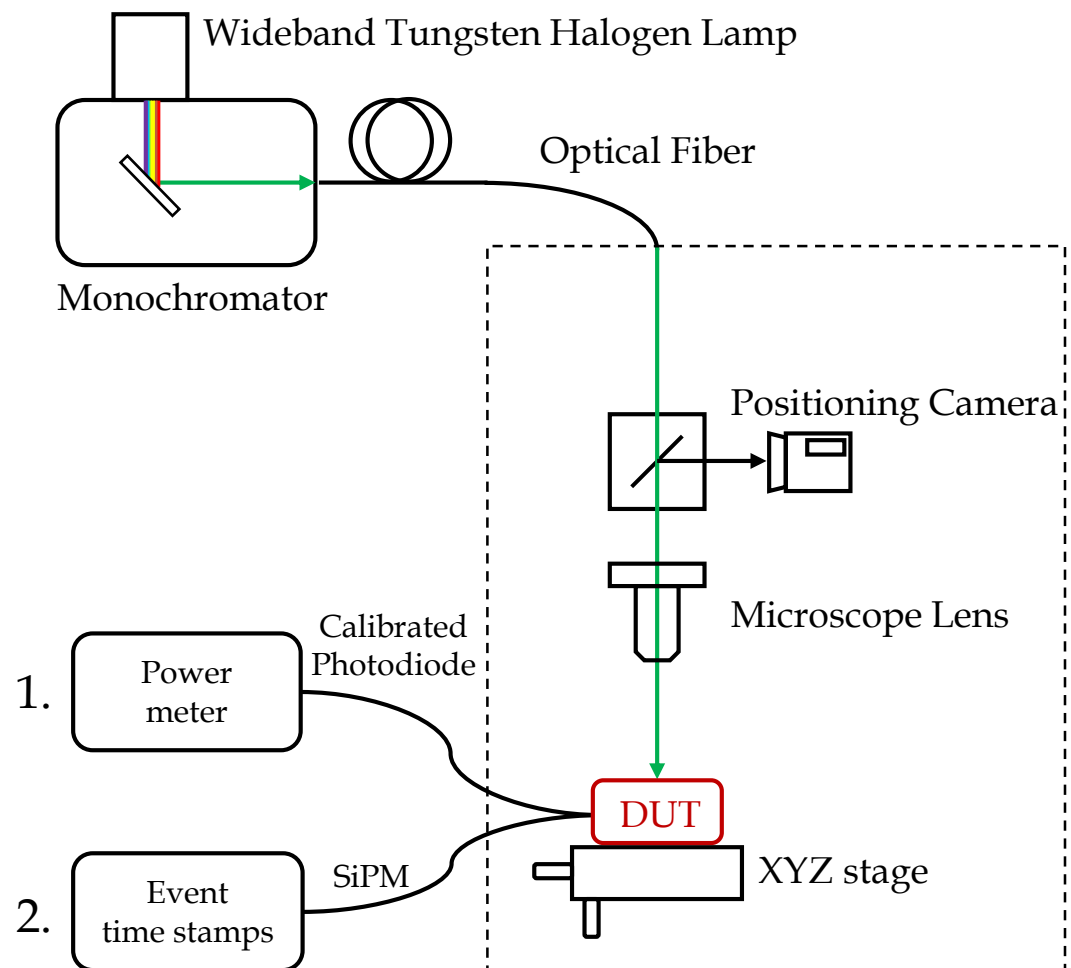 Wideband Tungsten Halogen Lamp
Optical Fiber
Monochromator
Positioning Camera
Microscope Lens
Calibrated
Photodiode
1.
Power
meter
DUT
XYZ stage
SiPM
2.
Event
time stamps